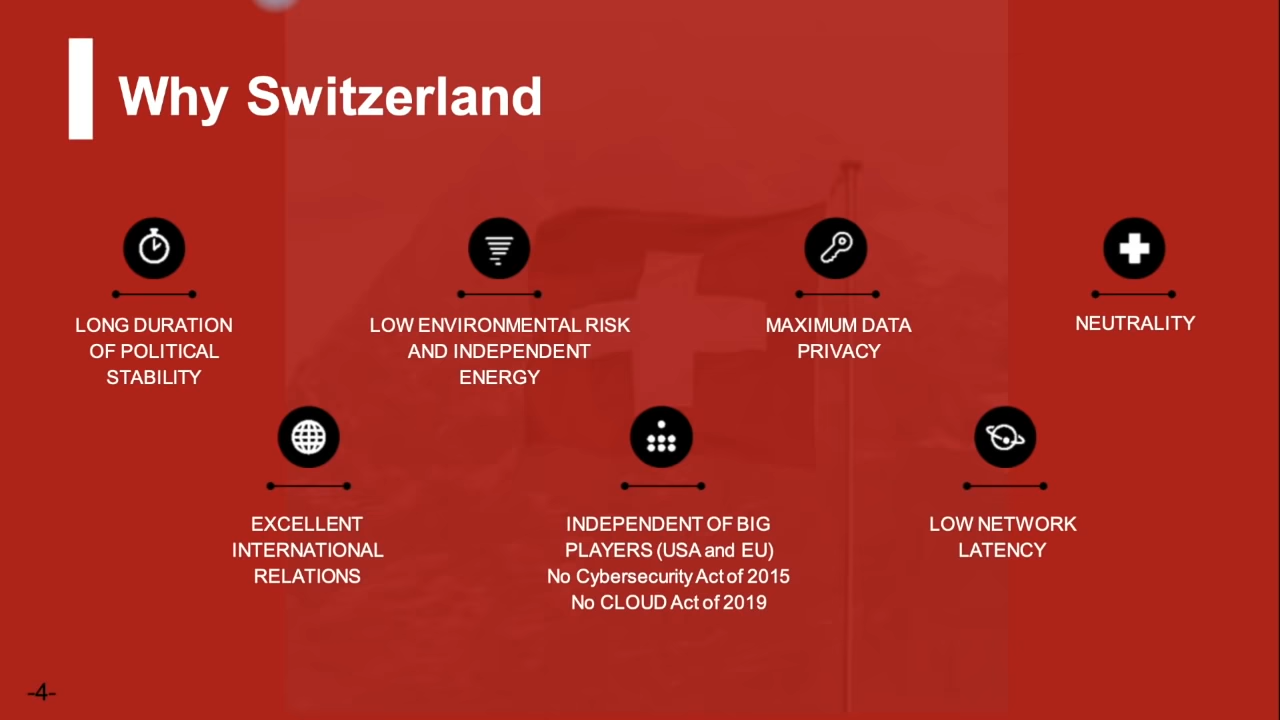 Why Switzerland
LONG DURATION
OF POLITICAL
STABILITY
LOW ENVIRONMENTAL RISK
AND INDEPENDENT
ENERGY
MAXIMUM DATA
PRIVACY
NEUTRALITY
EXCELLENT
INTERNATIONAL
RELATIONS
INDEPENDENT OF BIG
PLAYERS (USA and EU)
No Cybersecurity Act of 2015
No CLOUD Act of 2019
LOW NETWORK
LATENCY
-4-